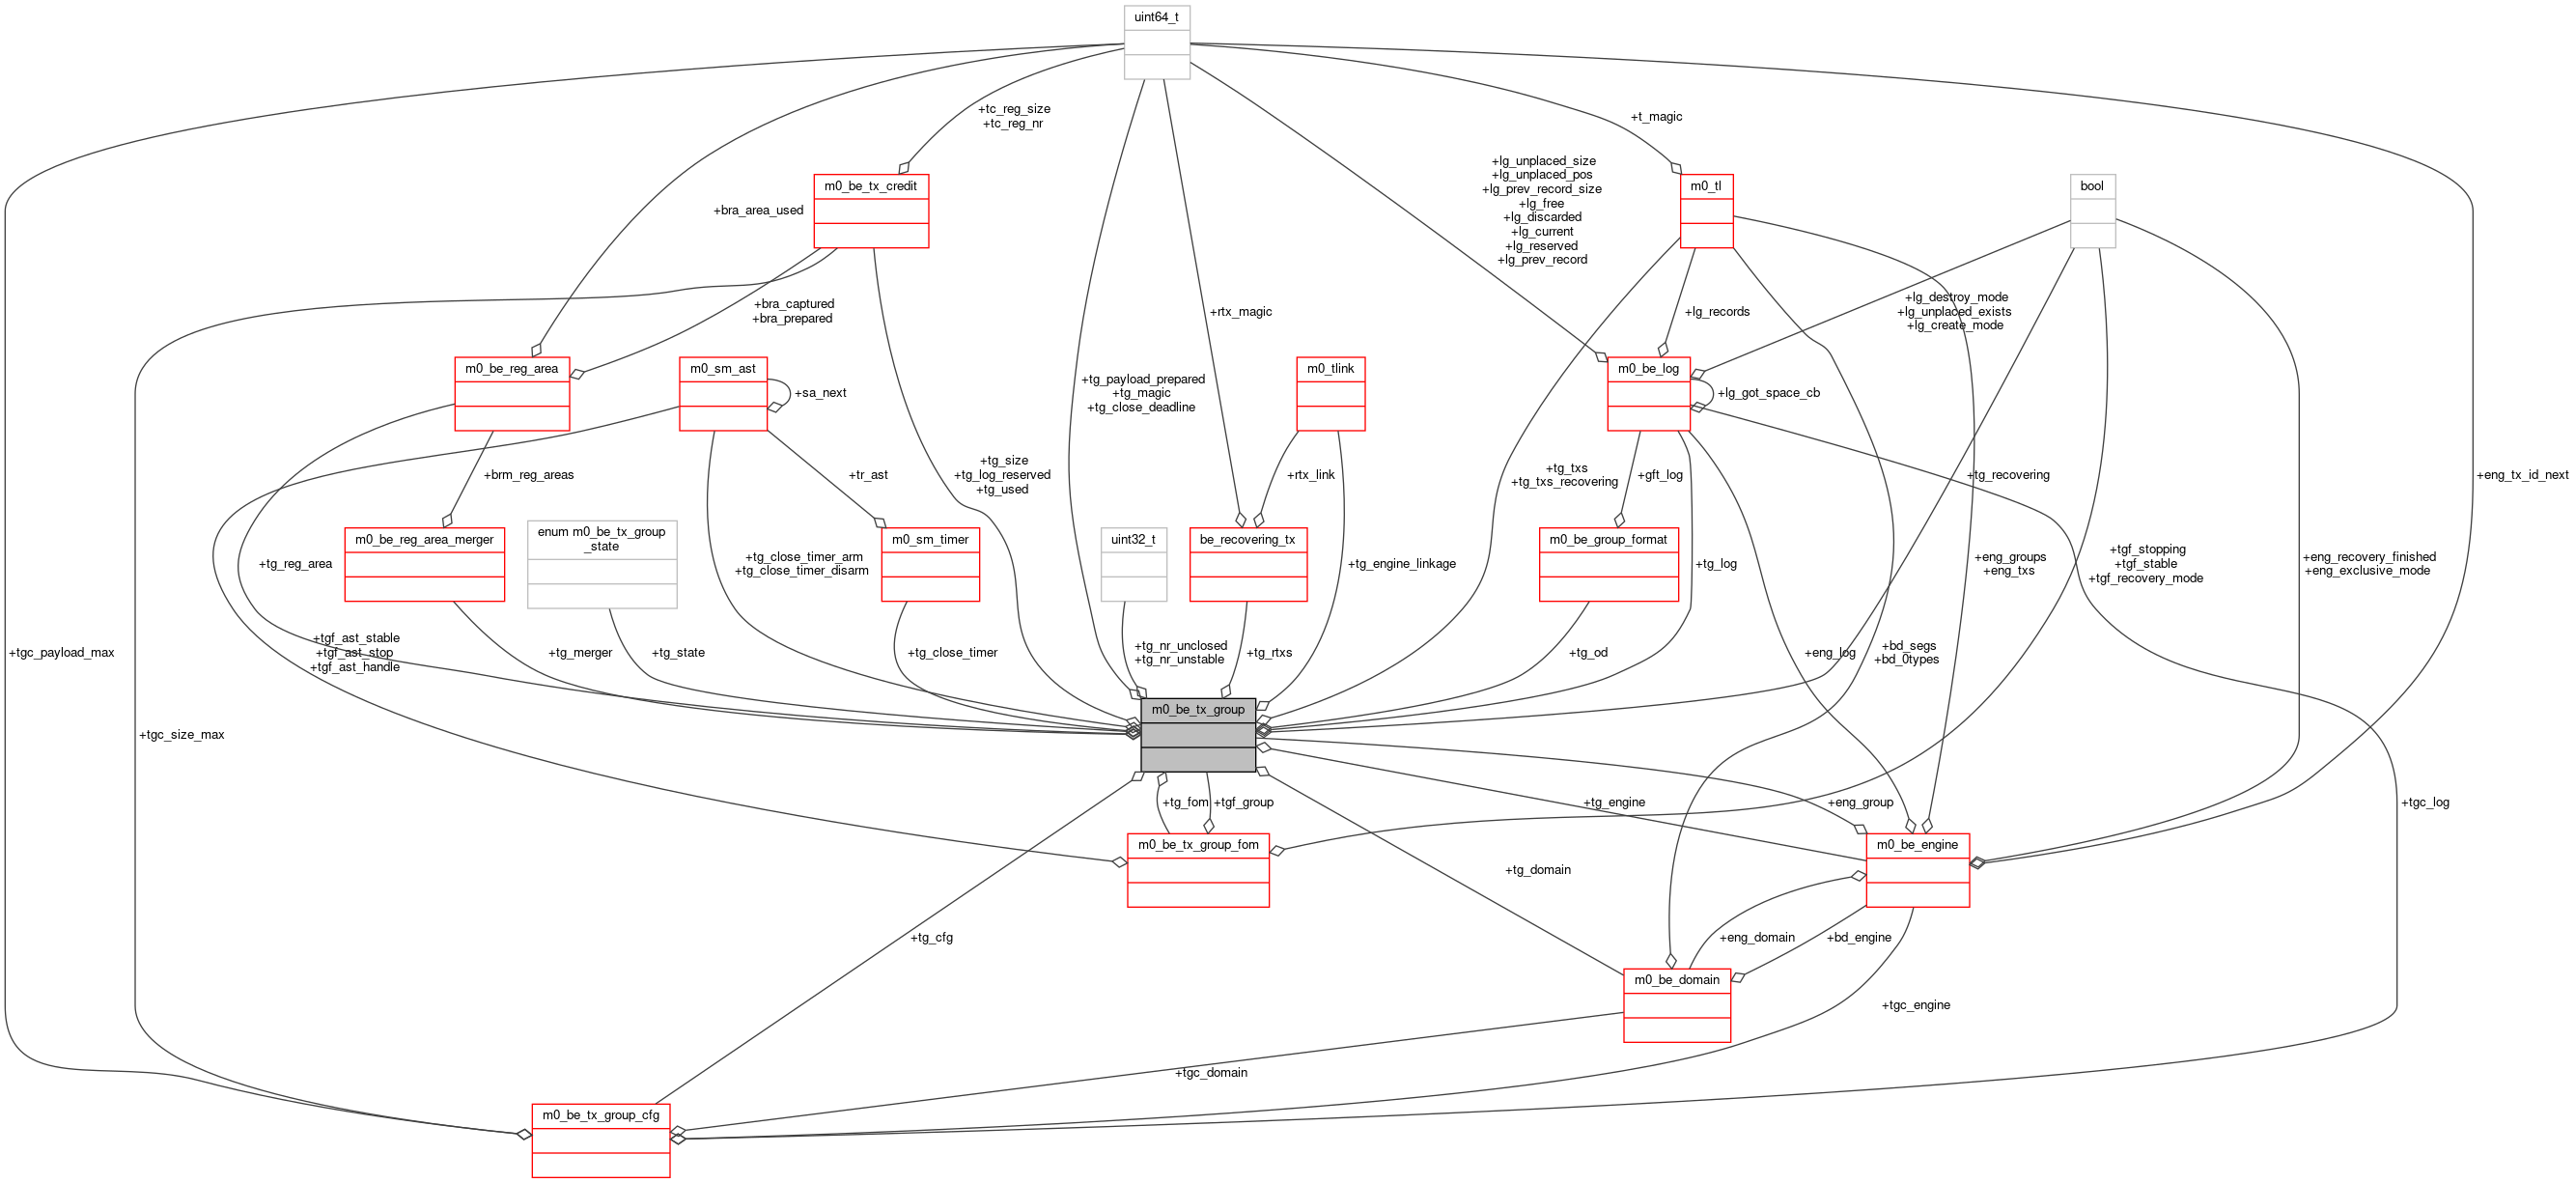 uint64_t
+tc_reg_size
+tc_reg_nr
+t_magic
+lg_unplaced_size
+lg_unplaced_pos
+lg_prev_record_size
+lg_free
+lg_discarded
+lg_current
+lg_reserved
+lg_prev_record
m0_be_tx_credit
m0_tl
bool
+bra_area_used
+bra_captured
+bra_prepared
+rtx_magic
+lg_records
+lg_destroy_mode
+lg_unplaced_exists
+lg_create_mode
m0_be_reg_area
m0_sm_ast
+sa_next
+tg_payload_prepared
+tg_magic
+tg_close_deadline
m0_tlink
m0_be_log
+lg_got_space_cb
+brm_reg_areas
+tr_ast
+tg_size
+tg_log_reserved
+tg_used
+rtx_link
+tg_txs
+tg_txs_recovering
+gft_log
+tg_recovering
+eng_tx_id_next
m0_be_reg_area_merger
enum m0_be_tx_group
_state
m0_sm_timer
uint32_t
be_recovering_tx
m0_be_group_format
+tg_reg_area
+tg_close_timer_arm
+tg_close_timer_disarm
+tg_engine_linkage
+tg_log
+eng_groups
+eng_txs
+tgf_stopping
+tgf_stable
+tgf_recovery_mode
+eng_recovery_finished
+eng_exclusive_mode
+tgc_payload_max
+tgf_ast_stable
+tgf_ast_stop
+tgf_ast_handle
+tg_merger
+tg_state
+tg_close_timer
+tg_nr_unclosed
+tg_nr_unstable
+tg_rtxs
+tg_od
+eng_log
+bd_segs
+bd_0types
m0_be_tx_group
+tgc_size_max
+tg_fom
+tgf_group
+tg_engine
+eng_group
+tgc_log
m0_be_tx_group_fom
m0_be_engine
+tg_domain
+tg_cfg
+eng_domain
+bd_engine
m0_be_domain
+tgc_engine
+tgc_domain
m0_be_tx_group_cfg